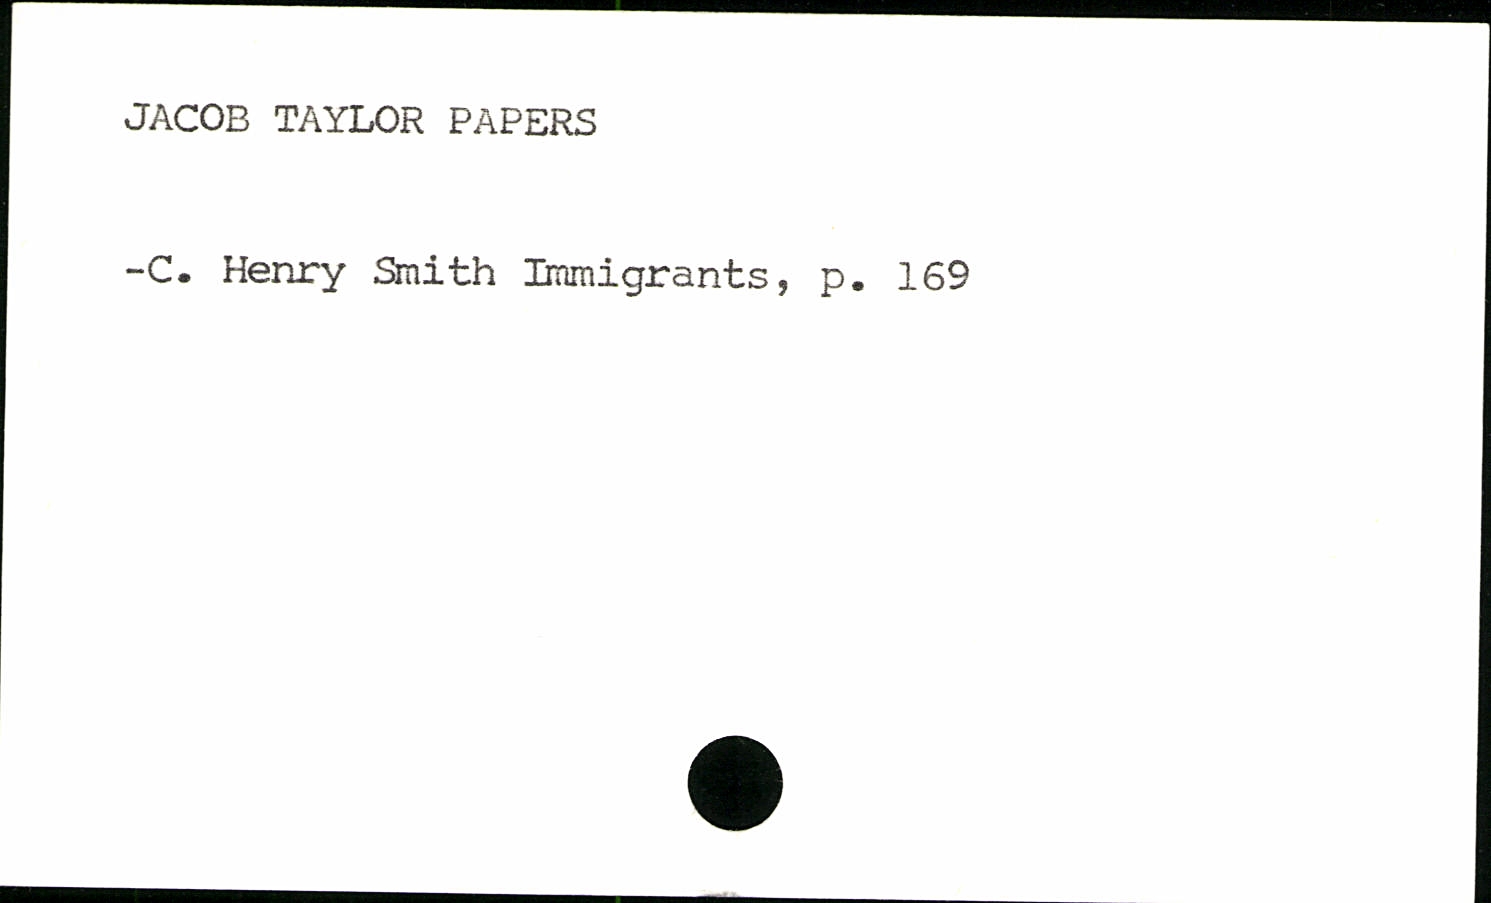 JACOB TAYLOR PAPERS
-C. Henry Smith Immigrants, p. 169